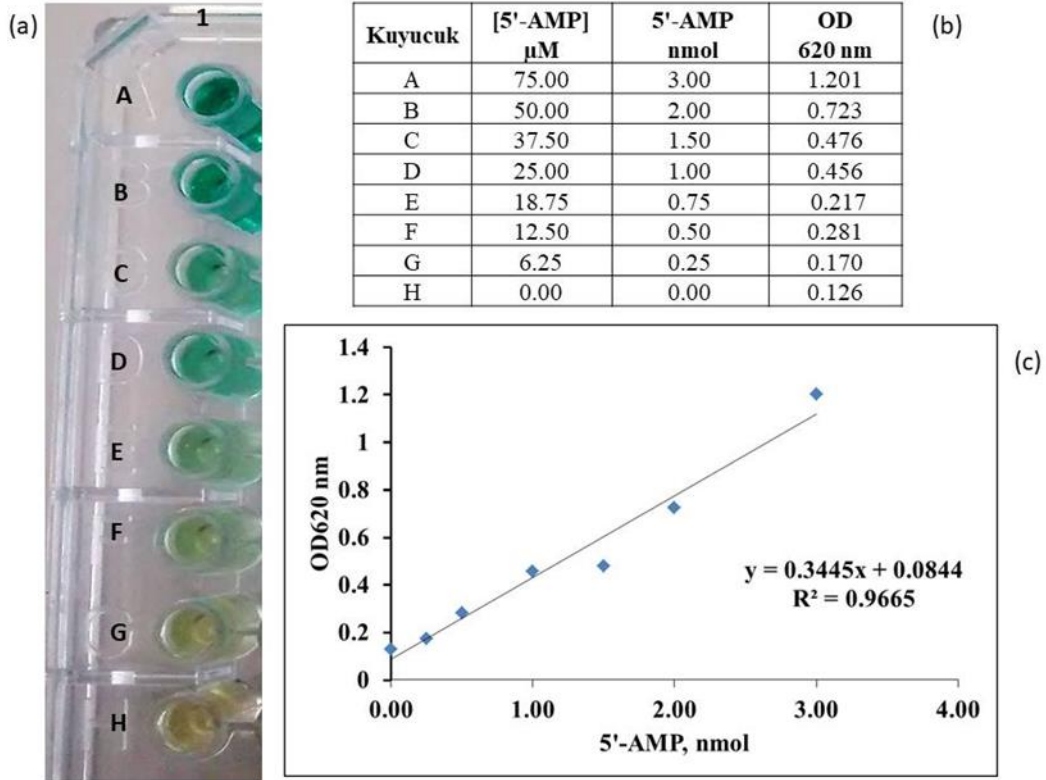 (a)
1
A
B
C
D
E
F
G
H
(b)
Kuyucuk [5'-AMP] µM 5'-AMP nmol OD 620 nm
A 75.00 3.00 1.201
B 50.00 2.00 0.723
C 37.50 1.50 0.476
D 25.00 1.00 0.456
E 18.75 0.75 0.217
F 12.50 0.50 0.281
G 6.25 0.25 0.170
H 0.00 0.00 0.126
(c)
1.4
1.2
1
0.8
0.6
0.4
0.2
0
OD620 nm
y = 0.3445x + 0.0844
R² = 0.9665
0.00 1.00 2.00 3.00 4.00
5'-AMP, nmol